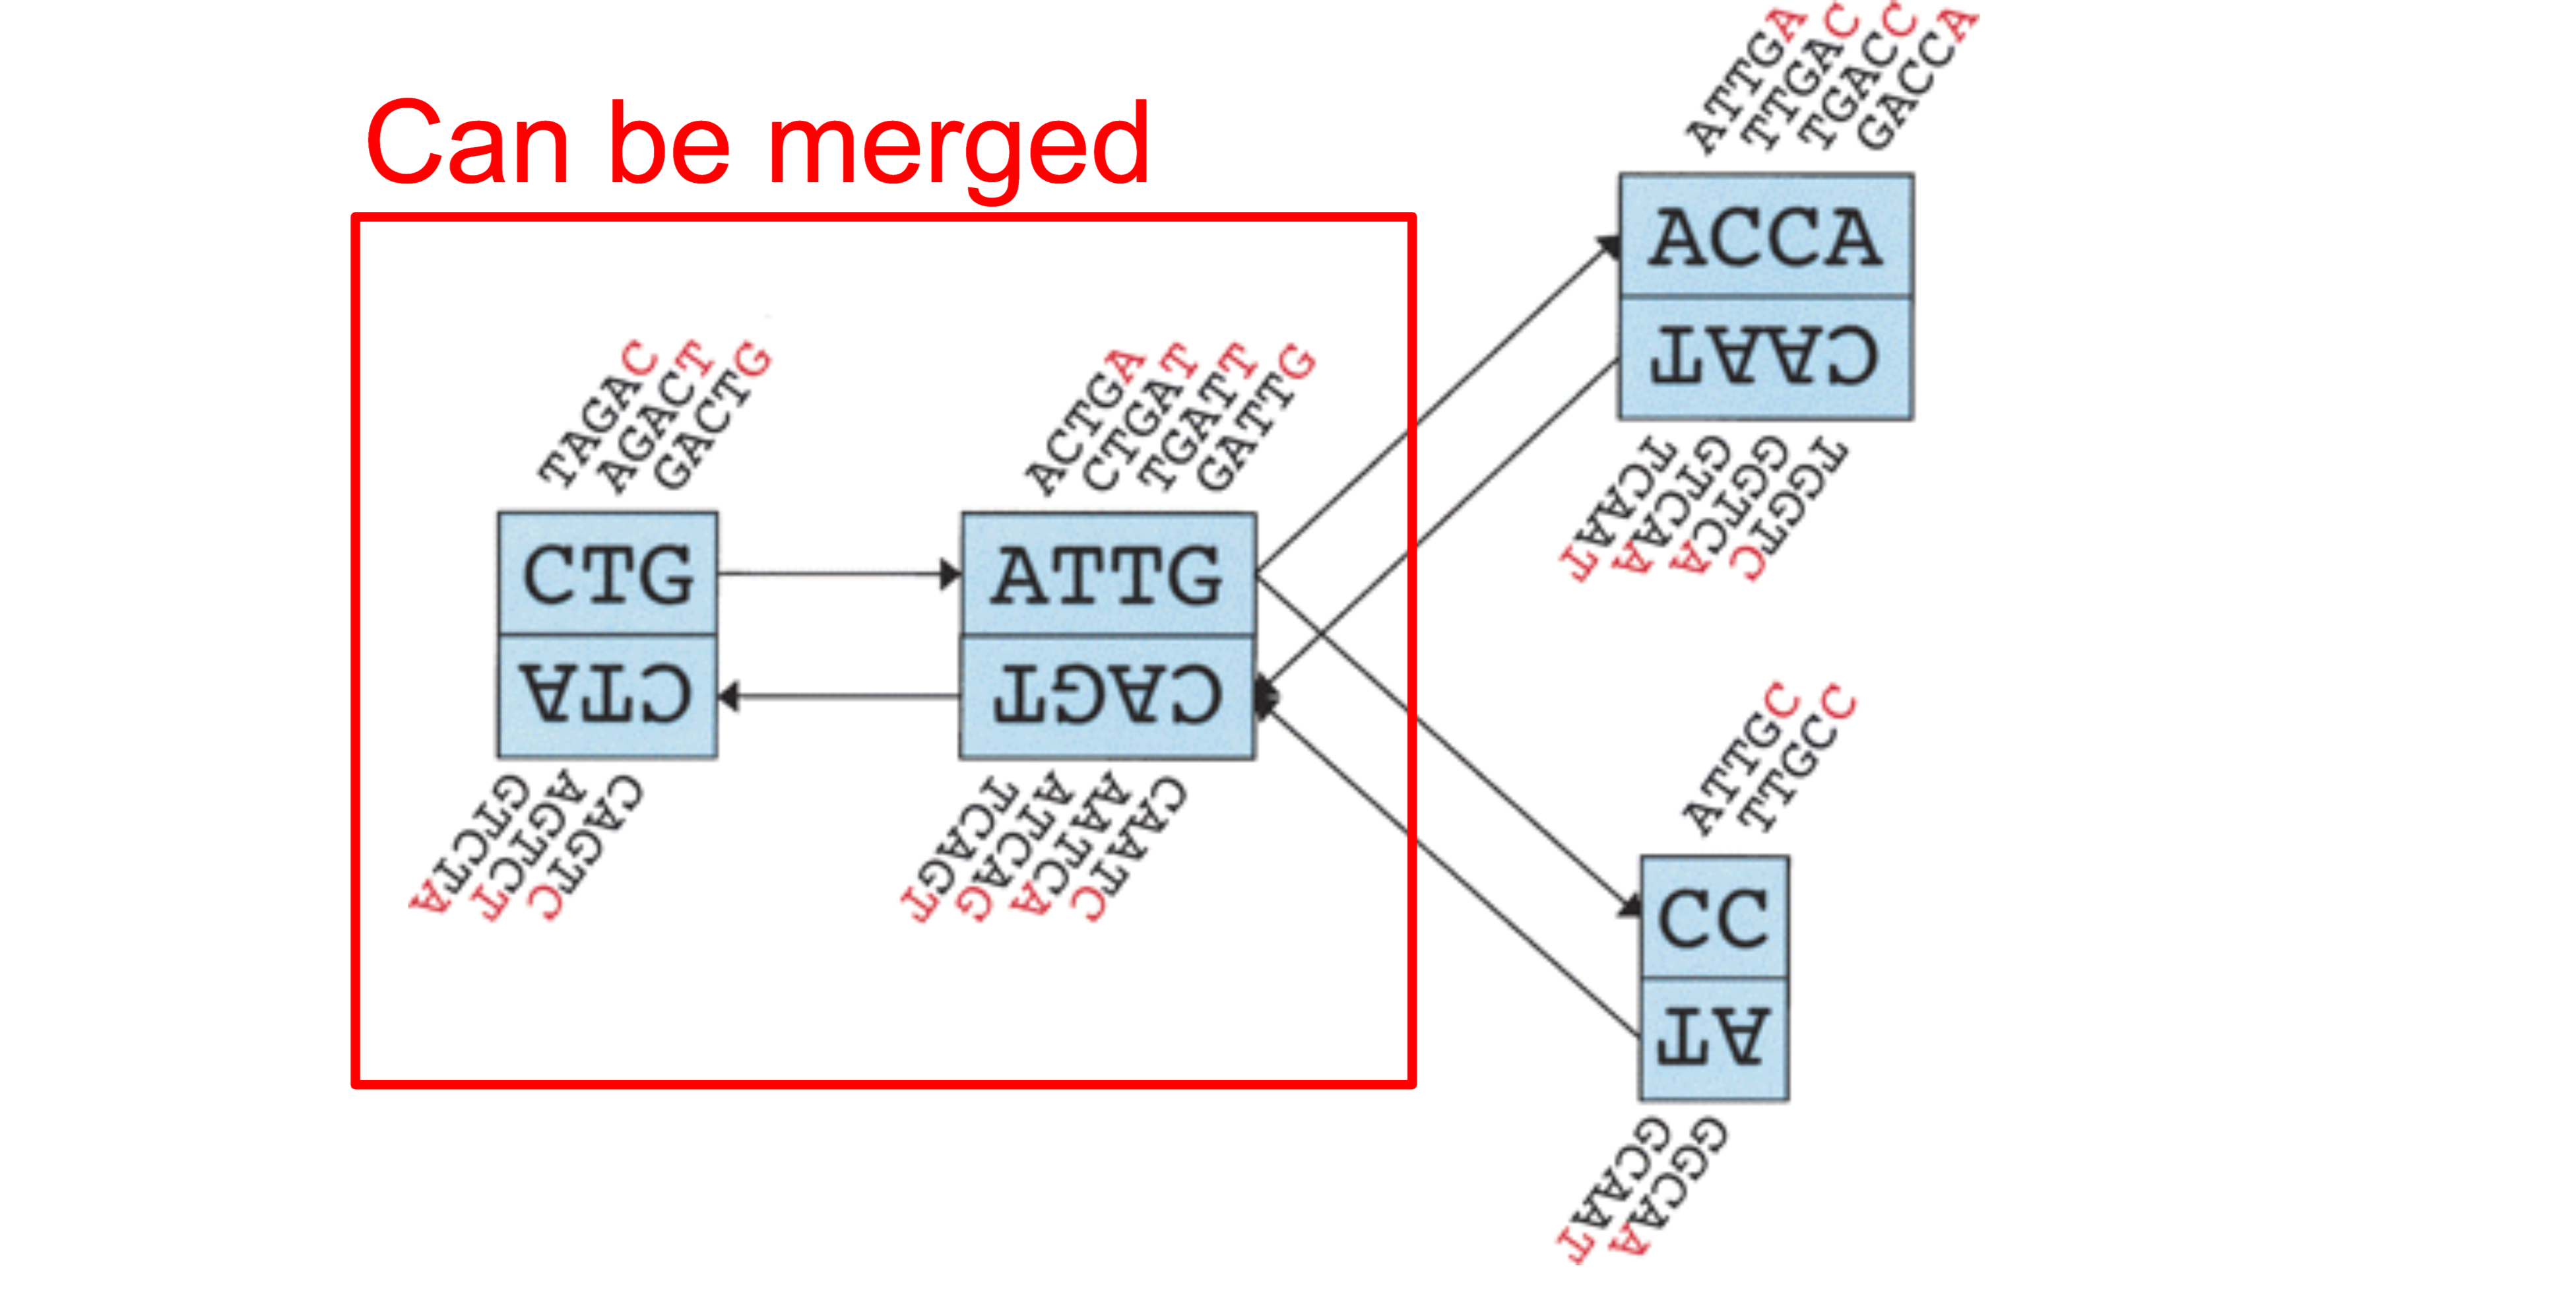 Can be merged
ATTGA
TTGAC
TGACC
GACCA
ACCA
CAAT
TCAAT
GTCAA
GGTCA
TGGTC
TAGAC
AGACT
GACTG
CTG
CTA
GTCTA
AGTCT
CAGTC
ACTGA
CTGAT
TGATT
GATTG
ATTG
CAGT
TCAGT
ATCAG
AATCA
CAATC
ATTGC
TTGCC
CC
AT
GCAAT
GGCAA